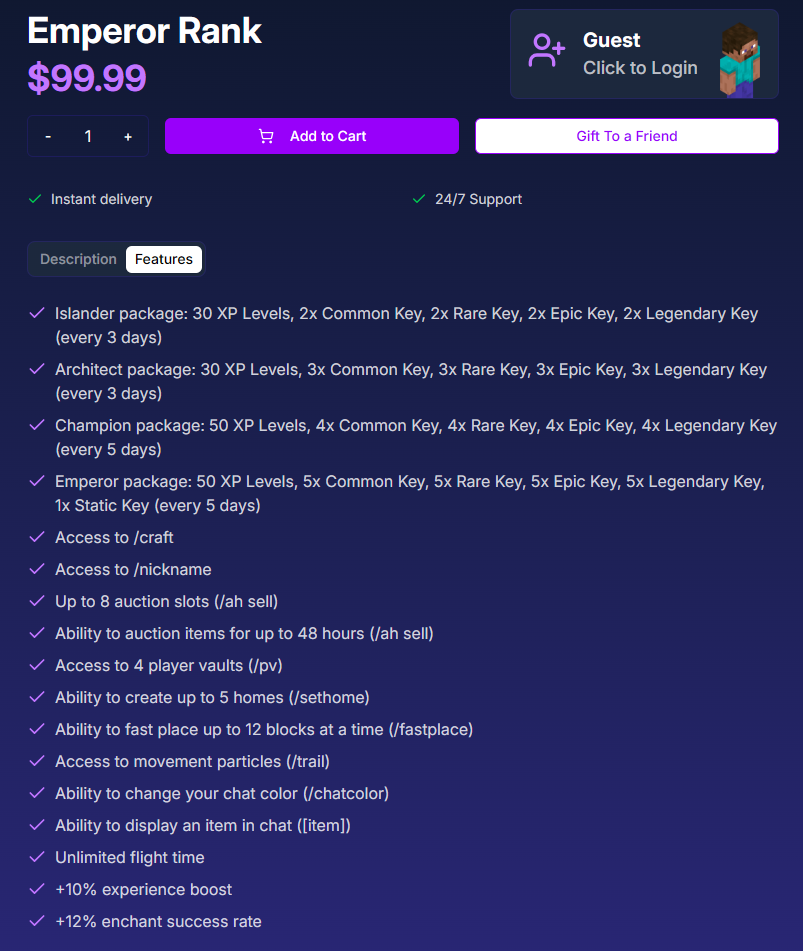 Emperor Rank
$99.99
Guest
Click to Login
- 1 +
Add to Cart
Gift To a Friend
Instant delivery
24/7 Support
Description
Features
Islander package: 30 XP Levels, 2x Common Key, 2x Rare Key, 2x Epic Key, 2x Legendary Key
(every 3 days)
Architect package: 30 XP Levels, 3x Common Key, 3x Rare Key, 3x Epic Key, 3x Legendary Key
(every 3 days)
Champion package: 50 XP Levels, 4x Common Key, 4x Rare Key, 4x Epic Key, 4x Legendary Key
(every 5 days)
Emperor package: 50 XP Levels, 5x Common Key, 5x Rare Key, 5x Epic Key, 5x Legendary Key,
1x Static Key (every 5 days)
Access to /craft
Access to /nickname
Up to 8 auction slots (/ah sell)
Ability to auction items for up to 48 hours (/ah sell)
Access to 4 player vaults (/pv)
Ability to create up to 5 homes (/sethome)
Ability to fast place up to 12 blocks at a time (/fastplace)
Access to movement particles (/trail)
Ability to change your chat color (/chatcolor)
Ability to display an item in chat ([item])
Unlimited flight time
+10% experience boost
+12% enchant success rate